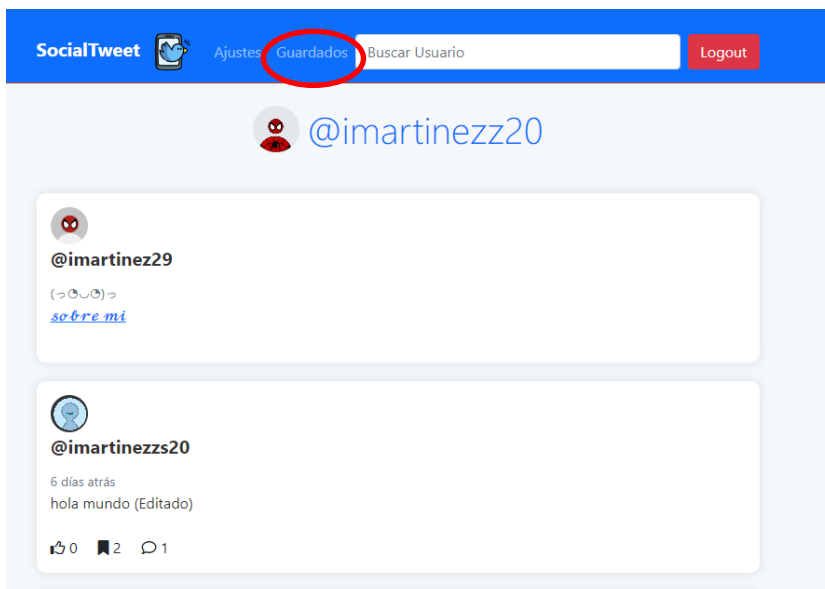 SocialTweet Ajustes Guardados Buscar Usuario Logout
@imartinezz20
@imartinez29
(っ◔◡◔)っ
𝓼𝓸𝓫𝓻𝓮 𝓶𝓲
@imartinezzs20
6 días atrás
hola mundo (Editado)
0 2 1